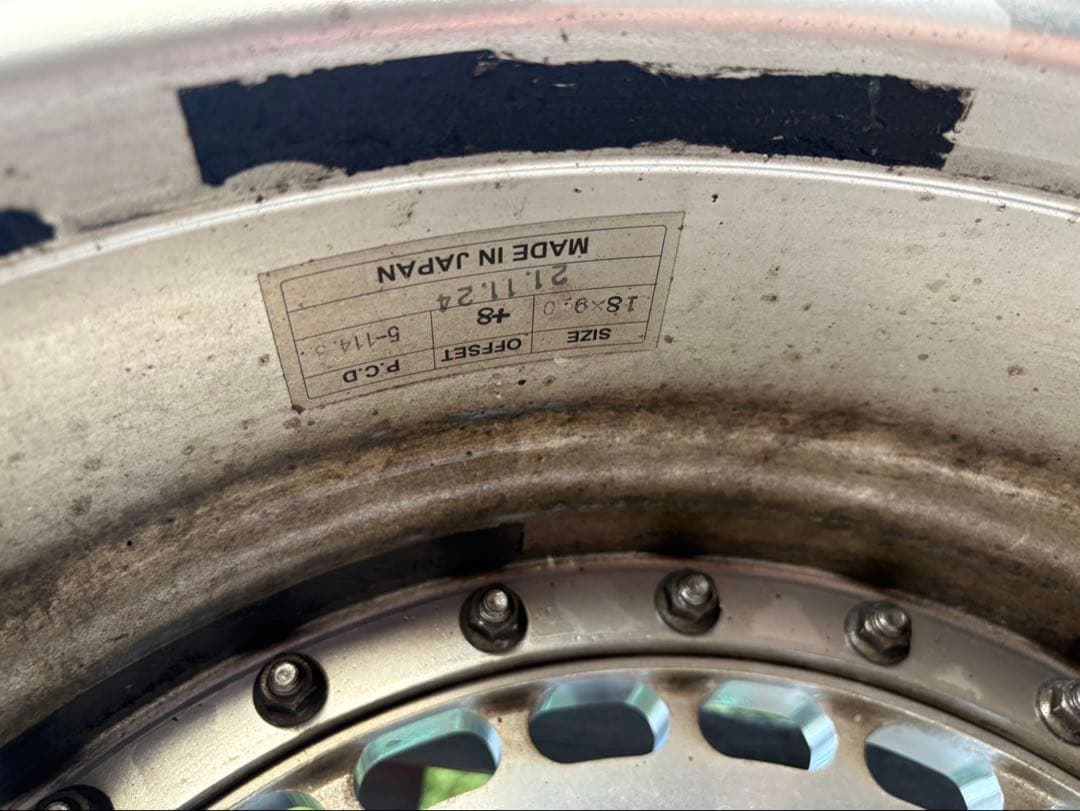 SIZE OFFSET P.C.D
18×9.0 +8 5-114.3
21.11.24
MADE IN JAPAN